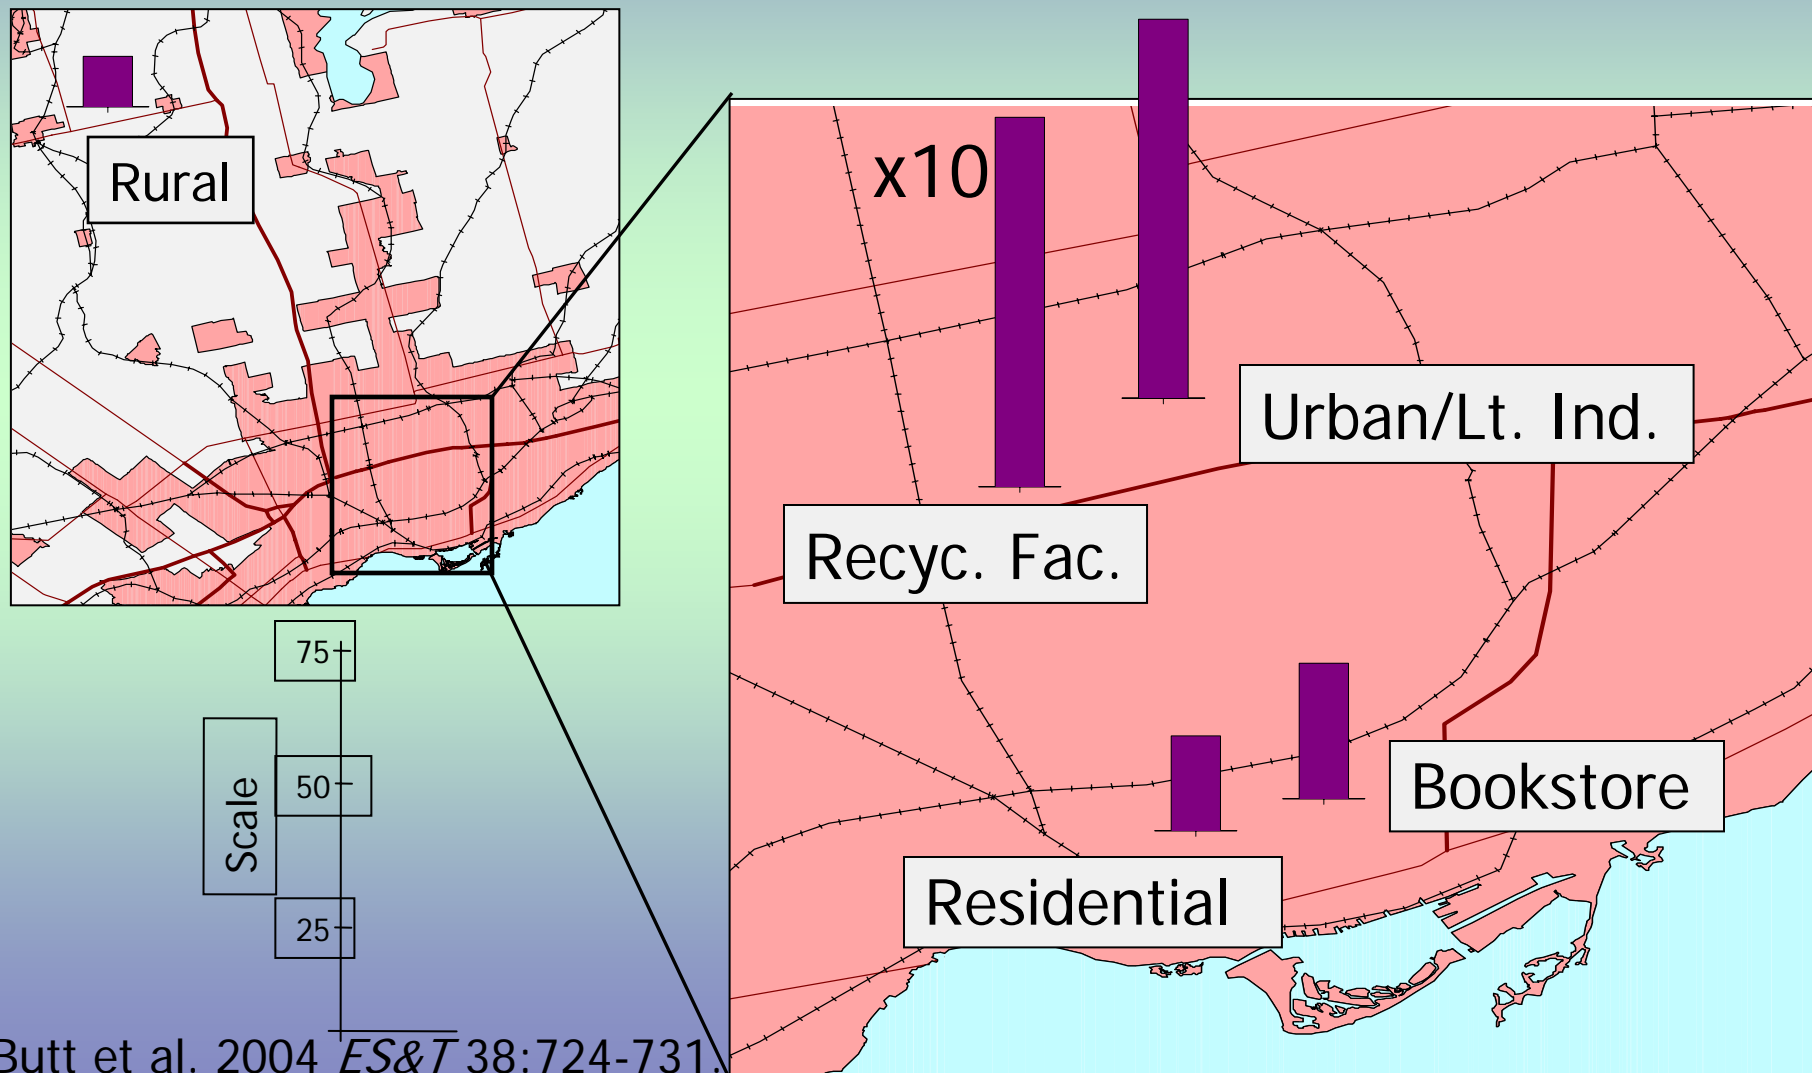 Rural
x10
Urban/Lt. Ind.
Recyc. Fac.
75
Scale
50
Bookstore
Residential
25
Butt et al. 2004 ES&T 38:724-731.